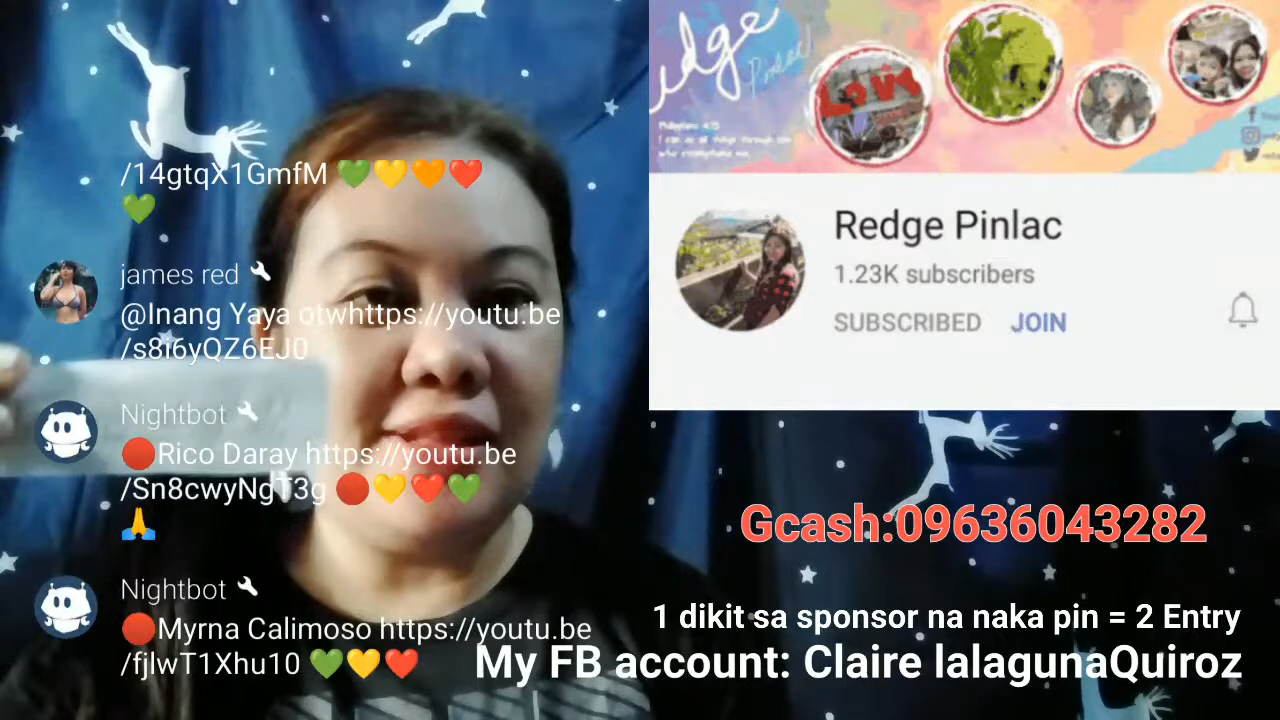 /14gtqX1GmfM 💚💛🧡❤️
💚
james red
@Inang Yaya otwhttps://youtu.be
/s8i6yQZ6EJ0
Nightbot
🔴Rico Daray https://youtu.be
/Sn8cwyNgT3g 🔴💛❤️💚
🙏
Nightbot
🔴Myrna Calimoso https://youtu.be
/fjlwT1Xhu10 💚💛❤️
Pinlac
Redge Pinlac
1.23K subscribers
SUBSCRIBED JOIN
Gcash:09636043282
1 dikit sa sponsor na naka pin = 2 Entry
My FB account: Claire lalagunaQuiroz